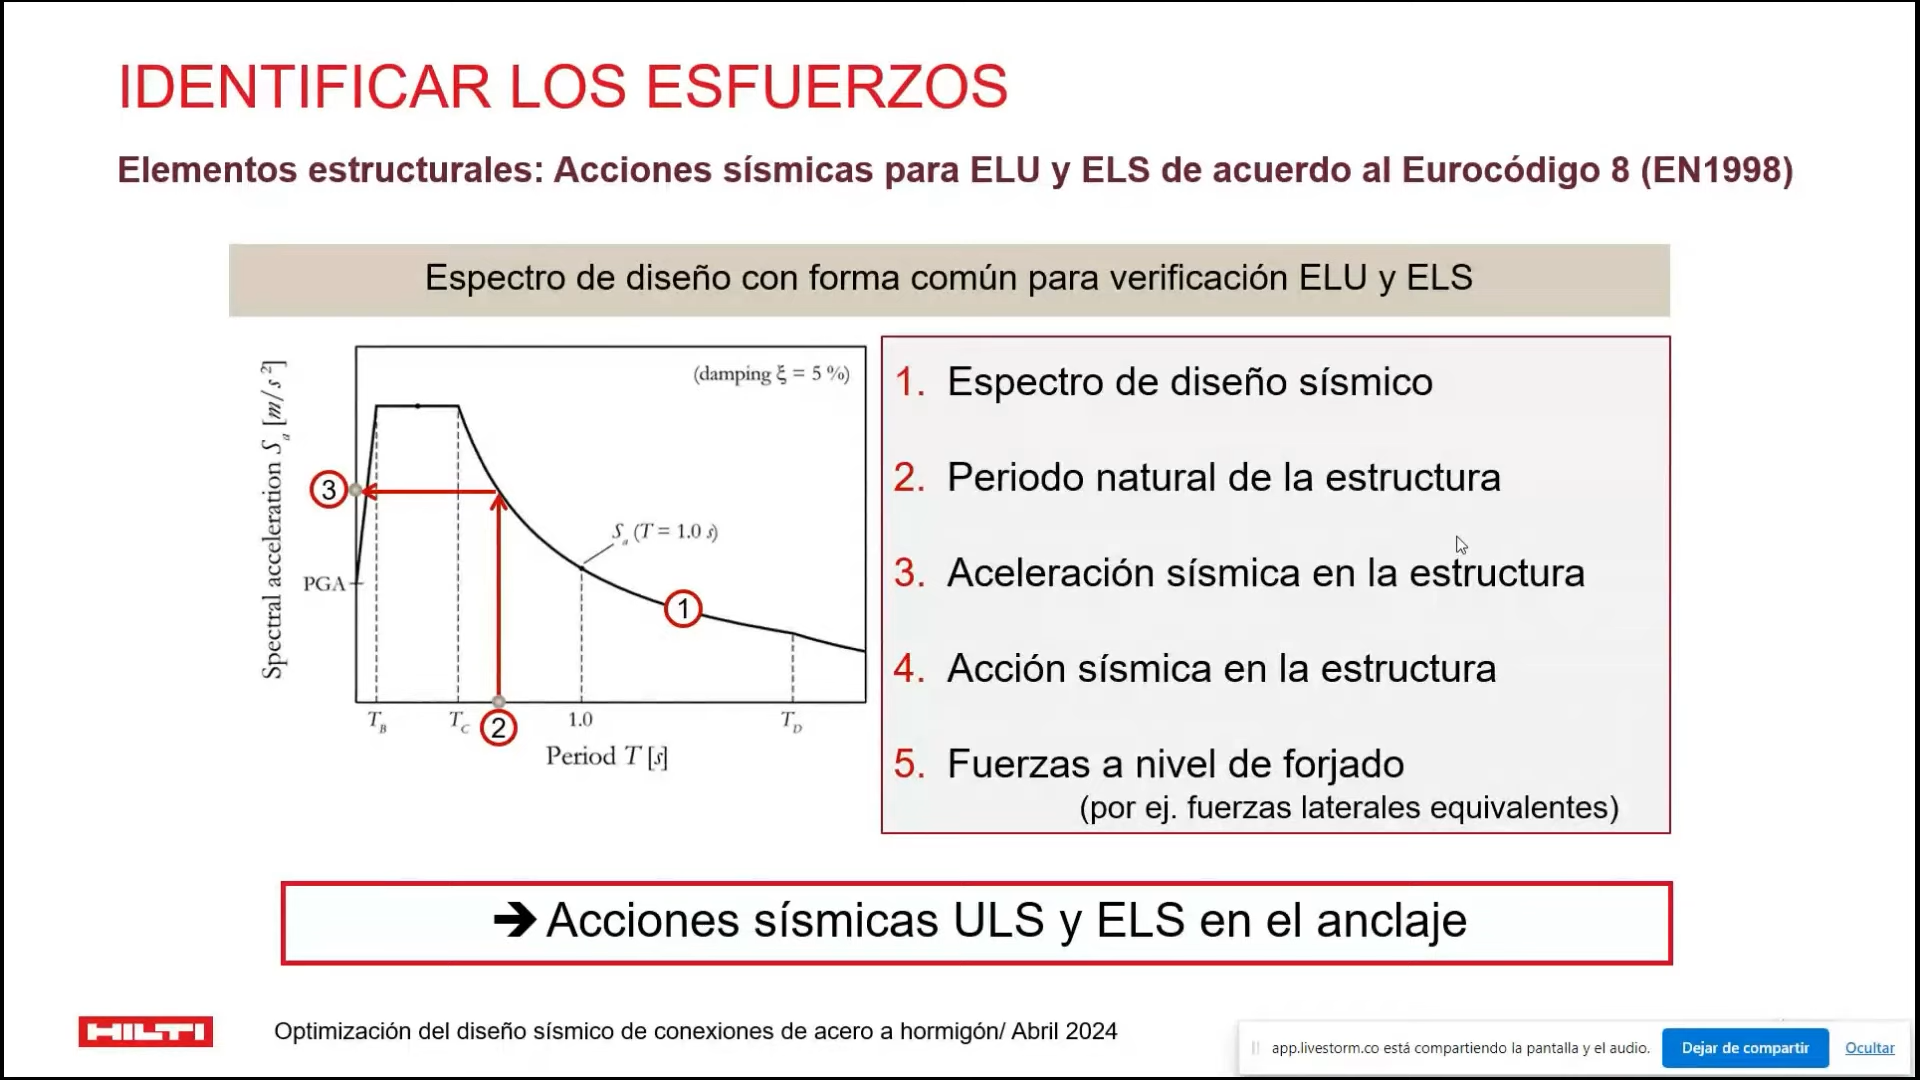 IDENTIFICAR LOS ESFUERZOS
Elementos estructurales: Acciones sísmicas para ELU y ELS de acuerdo al Eurocódigo 8 (EN1998)
Espectro de diseño con forma común para verificación ELU y ELS
Spectral acceleration Sa [m/s²]
(damping ξ = 5 %)
3
Sa (T = 1.0 s)
PGA
1
TB
TC
2
1.0
TD
Period T [s]
1. Espectro de diseño sísmico
2. Periodo natural de la estructura
3. Aceleración sísmica en la estructura
4. Acción sísmica en la estructura
5. Fuerzas a nivel de forjado
(por ej. fuerzas laterales equivalentes)
➔ Acciones sísmicas ULS y ELS en el anclaje
HILTI
Optimización del diseño sísmico de conexiones de acero a hormigón/ Abril 2024
app.livestorm.co está compartiendo la pantalla y el audio.
Dejar de compartir
Ocultar